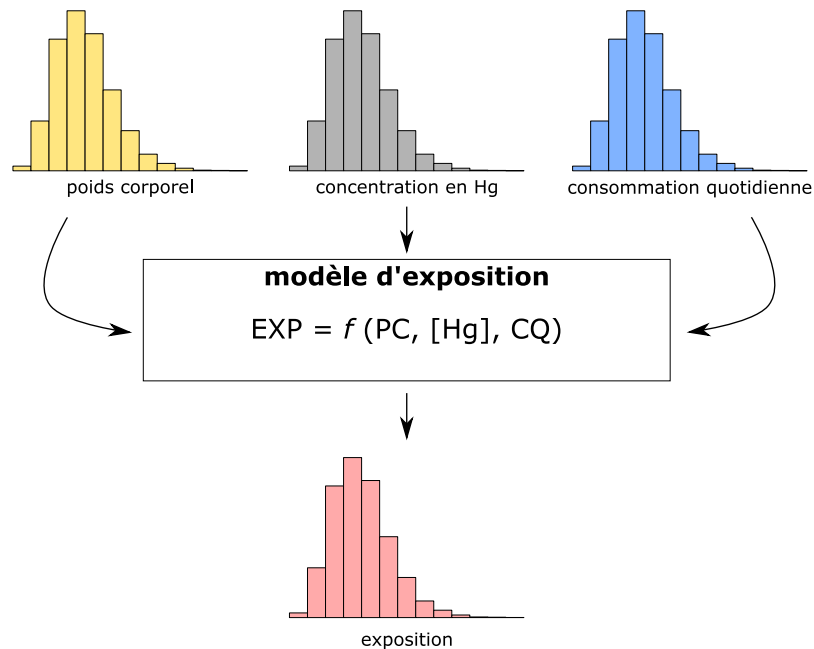 poids corporel
concentration en Hg
consommation quotidienne
modèle d'exposition
EXP = f (PC, [Hg], CQ)
exposition